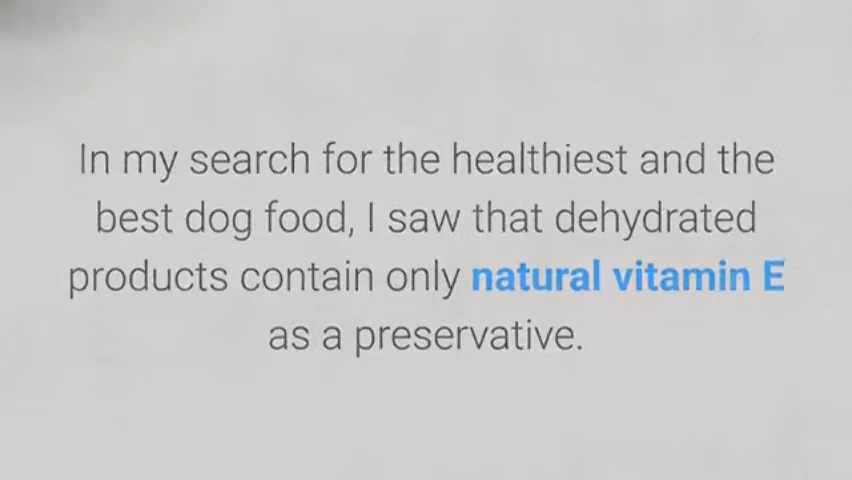 In my search for the healthiest and the
best dog food, I saw that dehydrated
products contain only natural vitamin E
as a preservative.